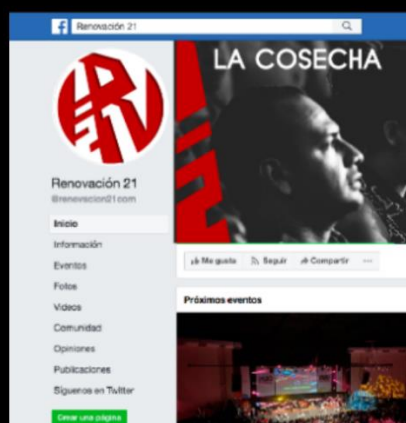 Renovación 21
LA COSECHA
Renovación 21
@renovacion21com
Inicio
Información
Eventos
Fotos
Videos
Comunidad
Opiniones
Publicaciones
Síguenos en Twitter
Crear una página
Me gusta Seguir Compartir ...
Próximos eventos